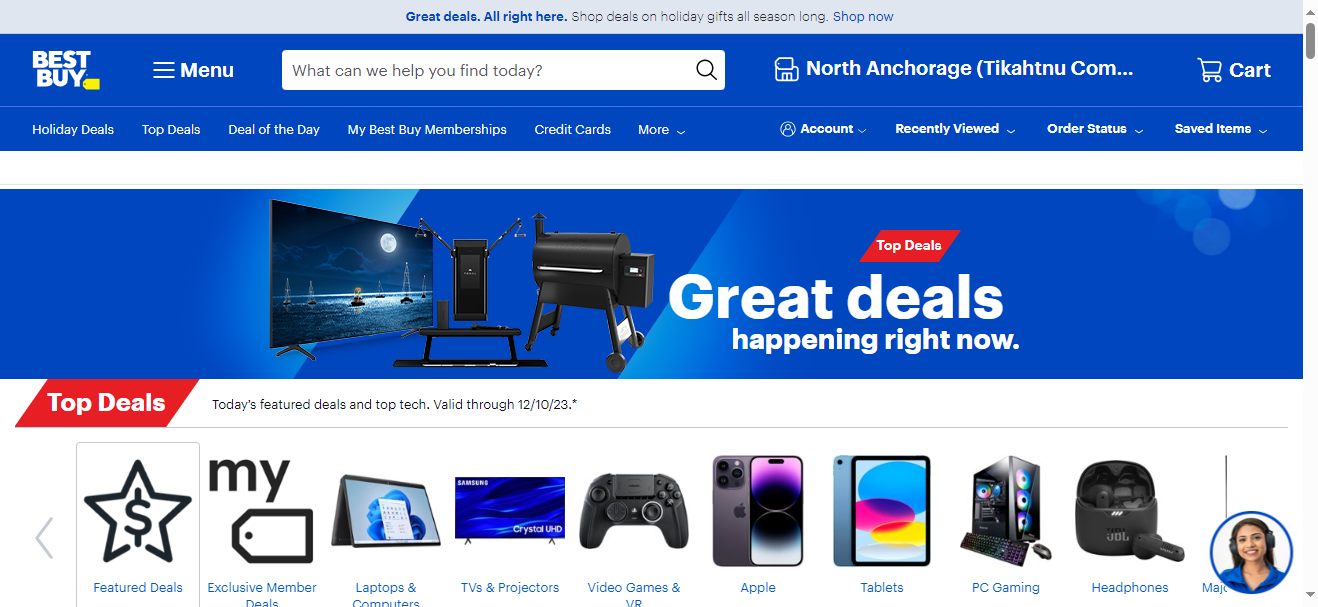 Great deals. All right here. Shop deals on holiday gifts all season long. Shop now
BEST
BUY
Menu
What can we help you find today?
North Anchorage (Tikahtnu Com...
Cart
Holiday Deals
Top Deals
Deal of the Day
My Best Buy Memberships
Credit Cards
More
Account
Recently Viewed
Order Status
Saved Items
Top Deals
Great deals
happening right now.
Top Deals
Today's featured deals and top tech. Valid through 12/10/23.*
my
SAMSUNG
Crystal UHD
JBL
Featured Deals
Exclusive Member
Deals
Laptops &
Computers
TVs & Projectors
Video Games &
VR
Apple
Tablets
PC Gaming
Headphones